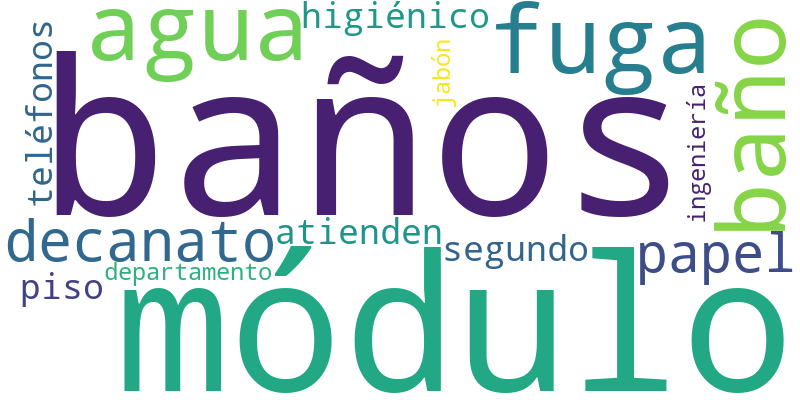 agua
higiénico
fuga
teléfonos
baños
jabón
ingeniería
baño
decanato
atienden
segundo
papel
piso
departamento
módulo